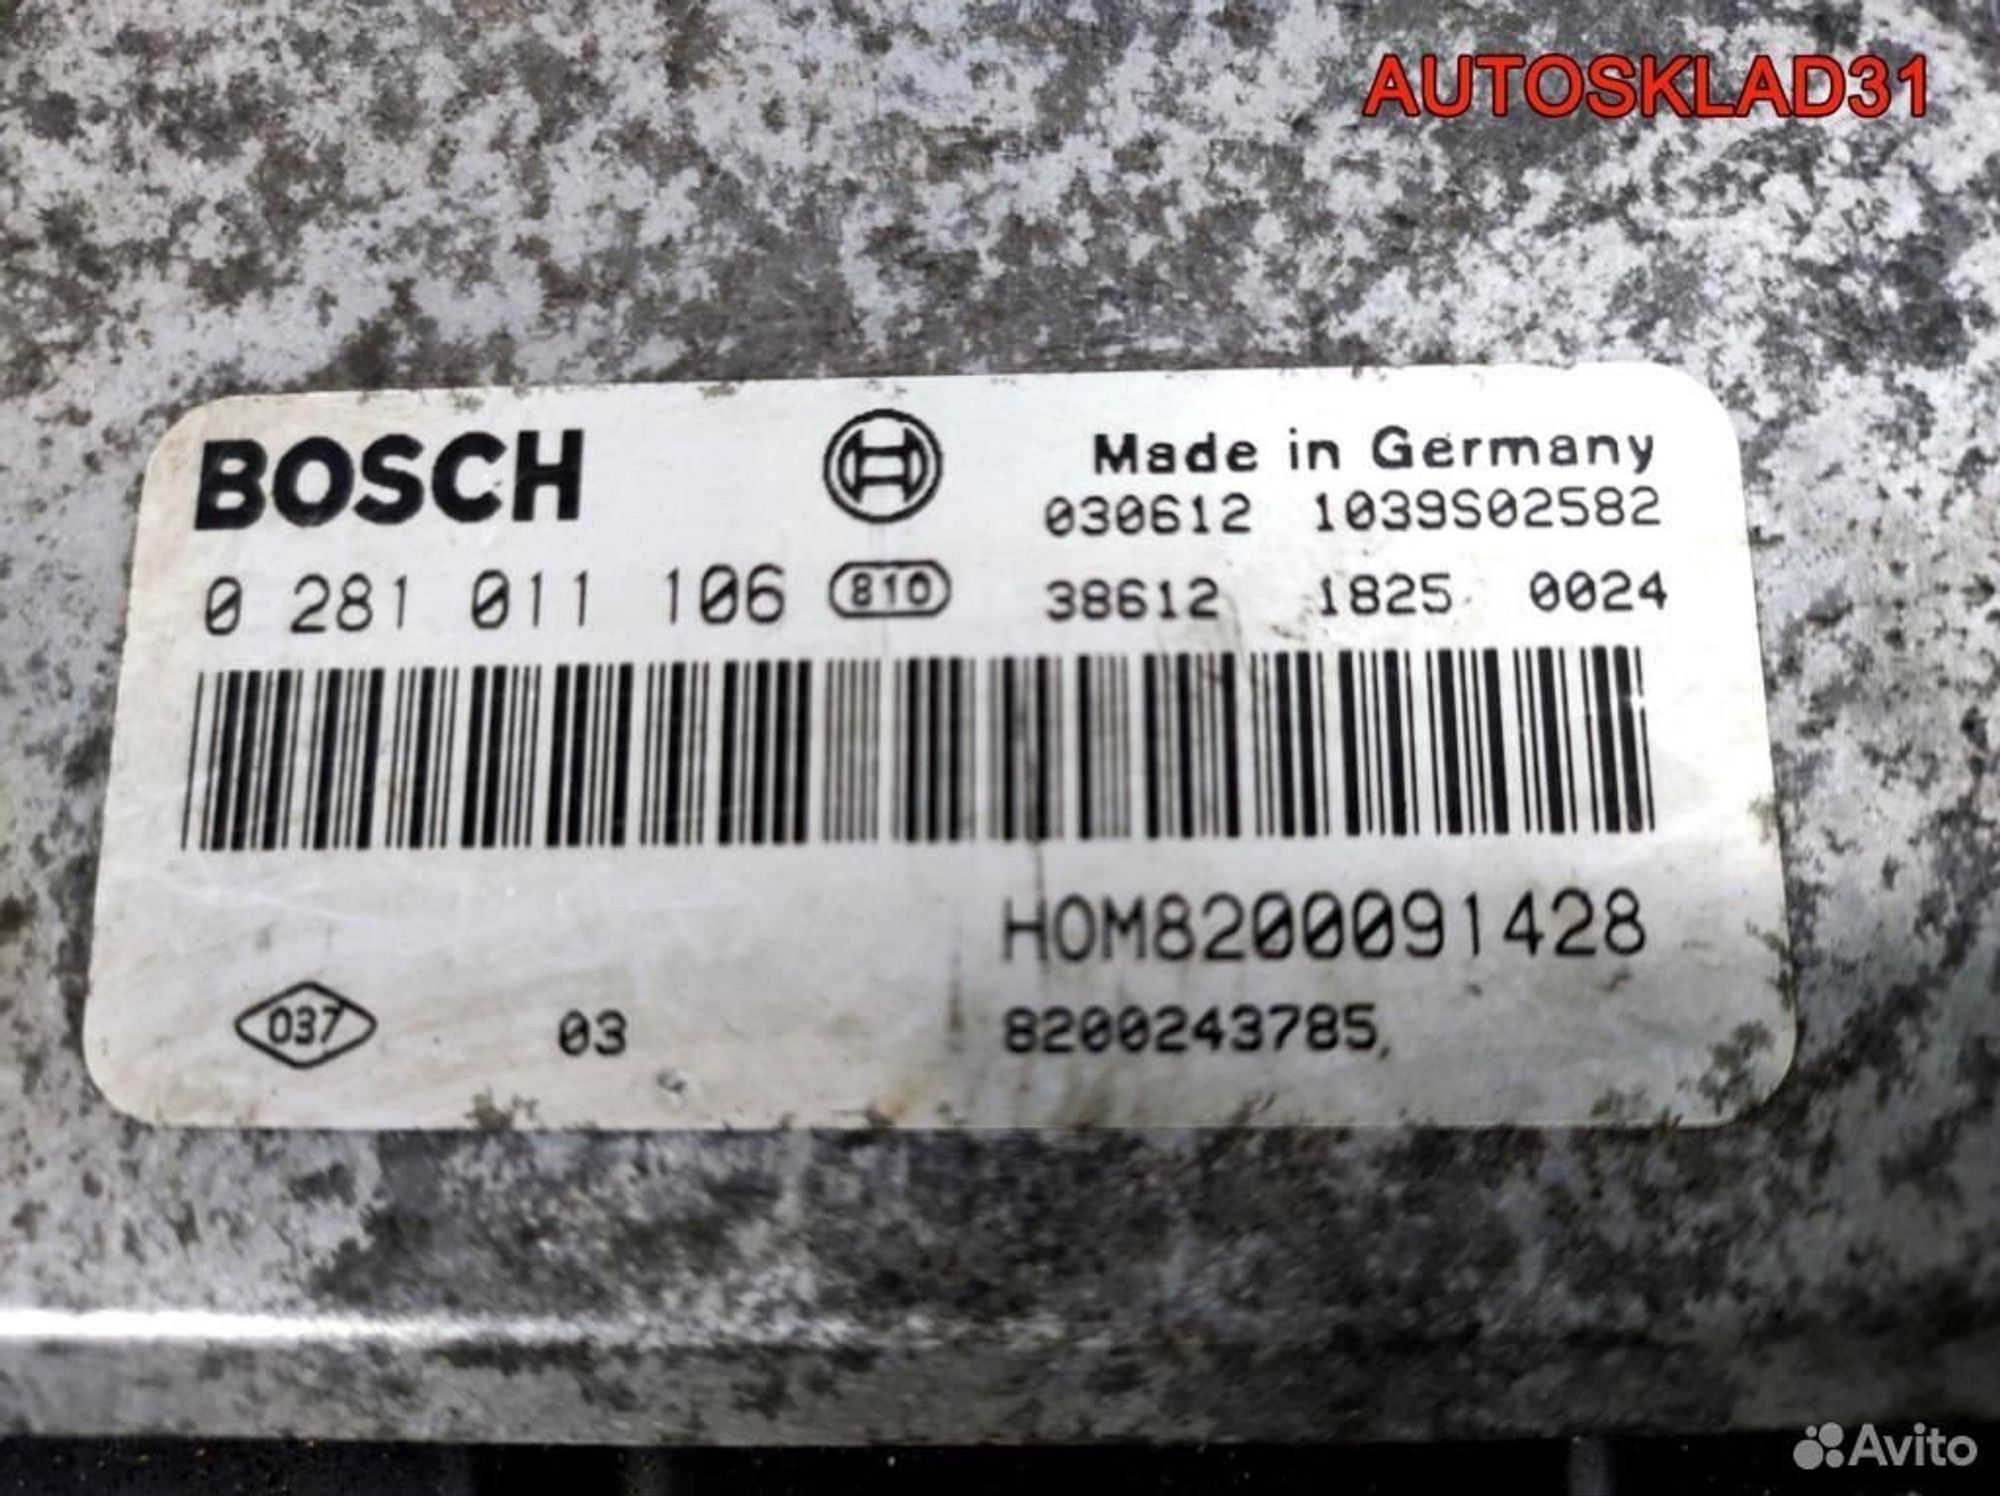 AUTOSKLAD31
BOSCH
Made in Germany
030612 1039S02582
0 281 011 106 810
38612 1825 0024
HOM8200091428
037 03
8200243785
Avito